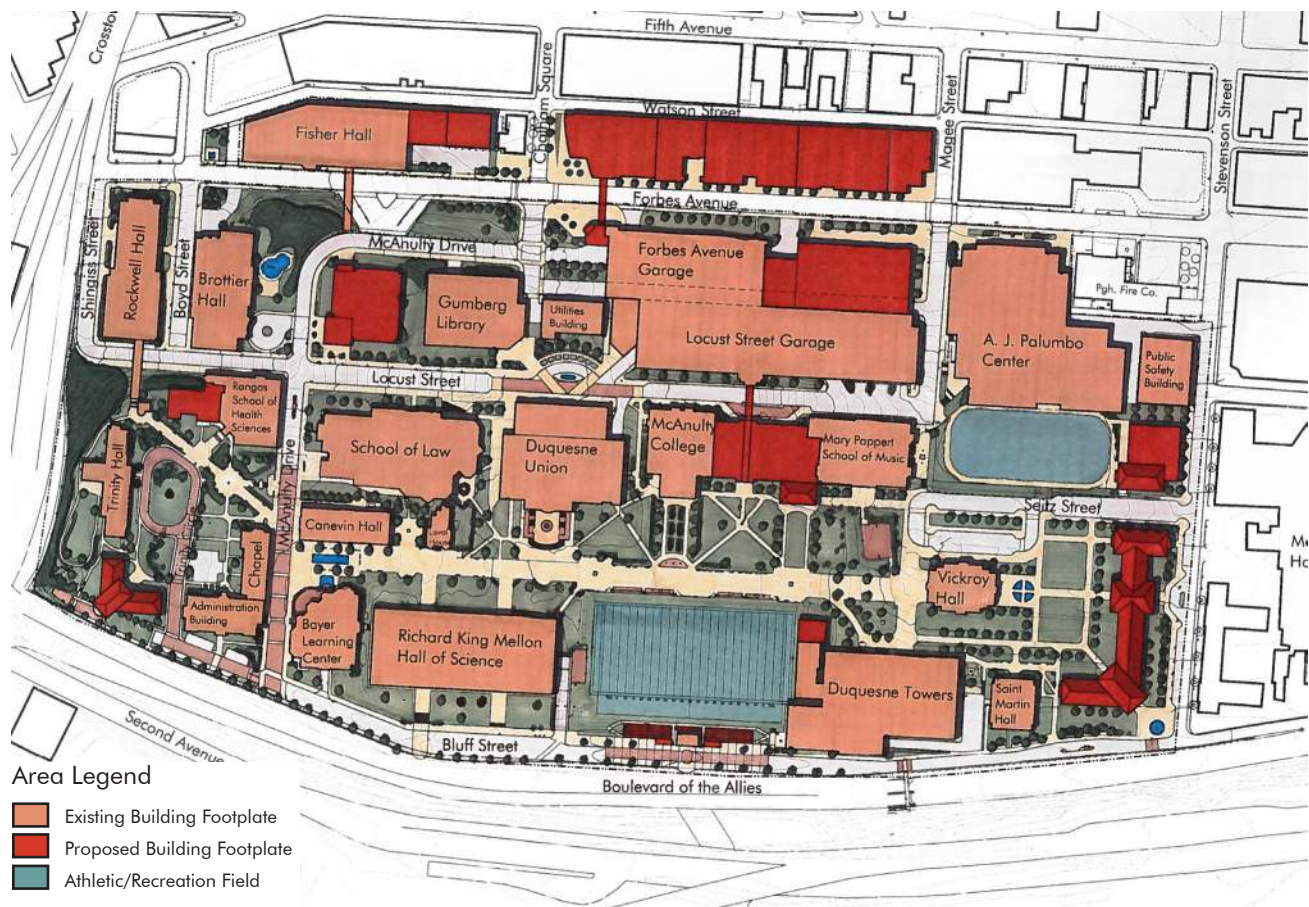 Fifth Avenue
Crossto
Chatham Square
Watson Street
Magee Street
Stevenson Street
Fisher Hall
Forbes Avenue
Shingiss Street
Rockwell Hall
Boyd Street
Brottier
Hall
McAnulty Drive
Gumberg
Library
Utilities
Building
Forbes Avenue
Garage
Locust Street Garage
A. J. Palumbo
Center
Pgh. Fire Co.
Public
Safety
Building
Locust Street
Rangos
School of
Health
Sciences
Trinity Hall
McAnulty Drive
School of Law
Duquesne
Union
McAnulty
College
Mary Pappert
School of Music
Seitz Street
Canevin Hall
Trinity Circle
Chapel
Administration
Building
Bayer
Learning
Center
Richard King Mellon
Hall of Science
Vickroy
Hall
Me
Ho
Duquesne Towers
Saint
Martin
Hall
Second Avenue
Bluff Street
Boulevard of the Allies
Area Legend
Existing Building Footplate
Proposed Building Footplate
Athletic/Recreation Field